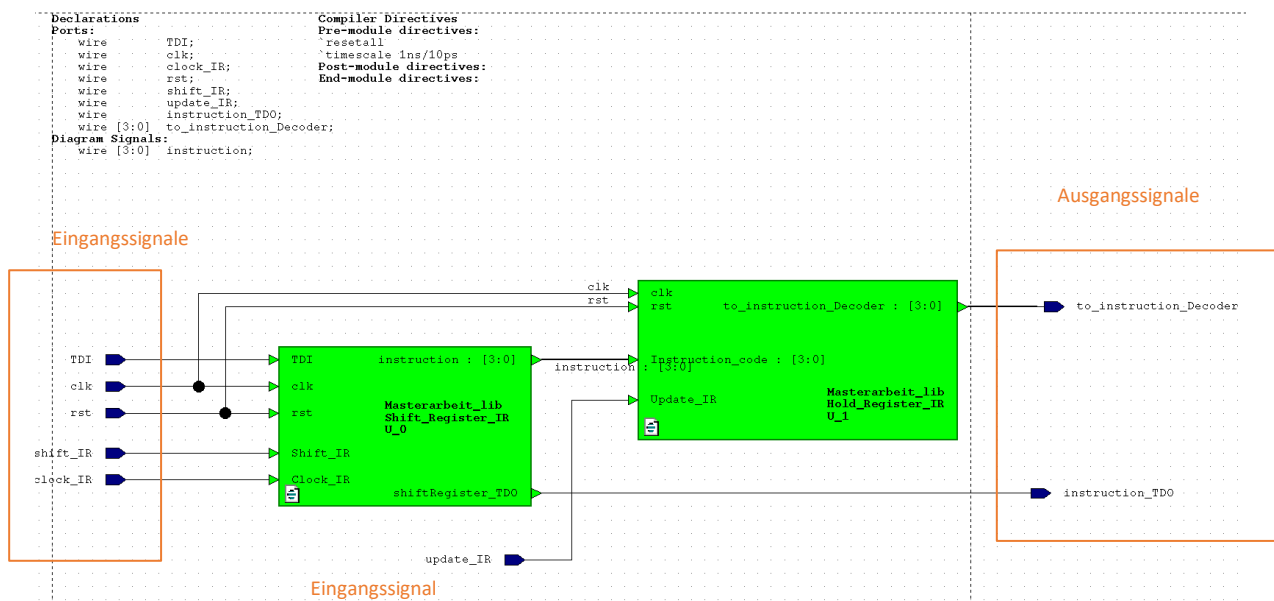 Declarations
Ports:
wire TDI;
wire clk;
wire clock_IR;
wire rst;
wire shift_IR;
wire update_IR;
wire instruction_TDO;
wire [3:0] to_instruction_Decoder;
Diagram Signals:
wire [3:0] instruction;
Compiler Directives
Pre-module directives:
`resetall
`timescale 1ns/10ps
Post-module directives:
End-module directives:
Ausgangssignale
Eingangssignale
clk
rst
clk
rst
to_instruction_Decoder : [3:0]
Instruction_code : [3:0]
Update_IR
Masterarbeit_lib
Hold_Register_IR
U_1
to_instruction_Decoder
TDI
clk
rst
shift_IR
clock_IR
TDI
clk
rst
Shift_IR
Clock_IR
instruction : [3:0]
Masterarbeit_lib
Shift_Register_IR
U_0
shiftRegister_TDO
instruction : [3:0]
instruction_TDO
update_IR
Eingangssignal